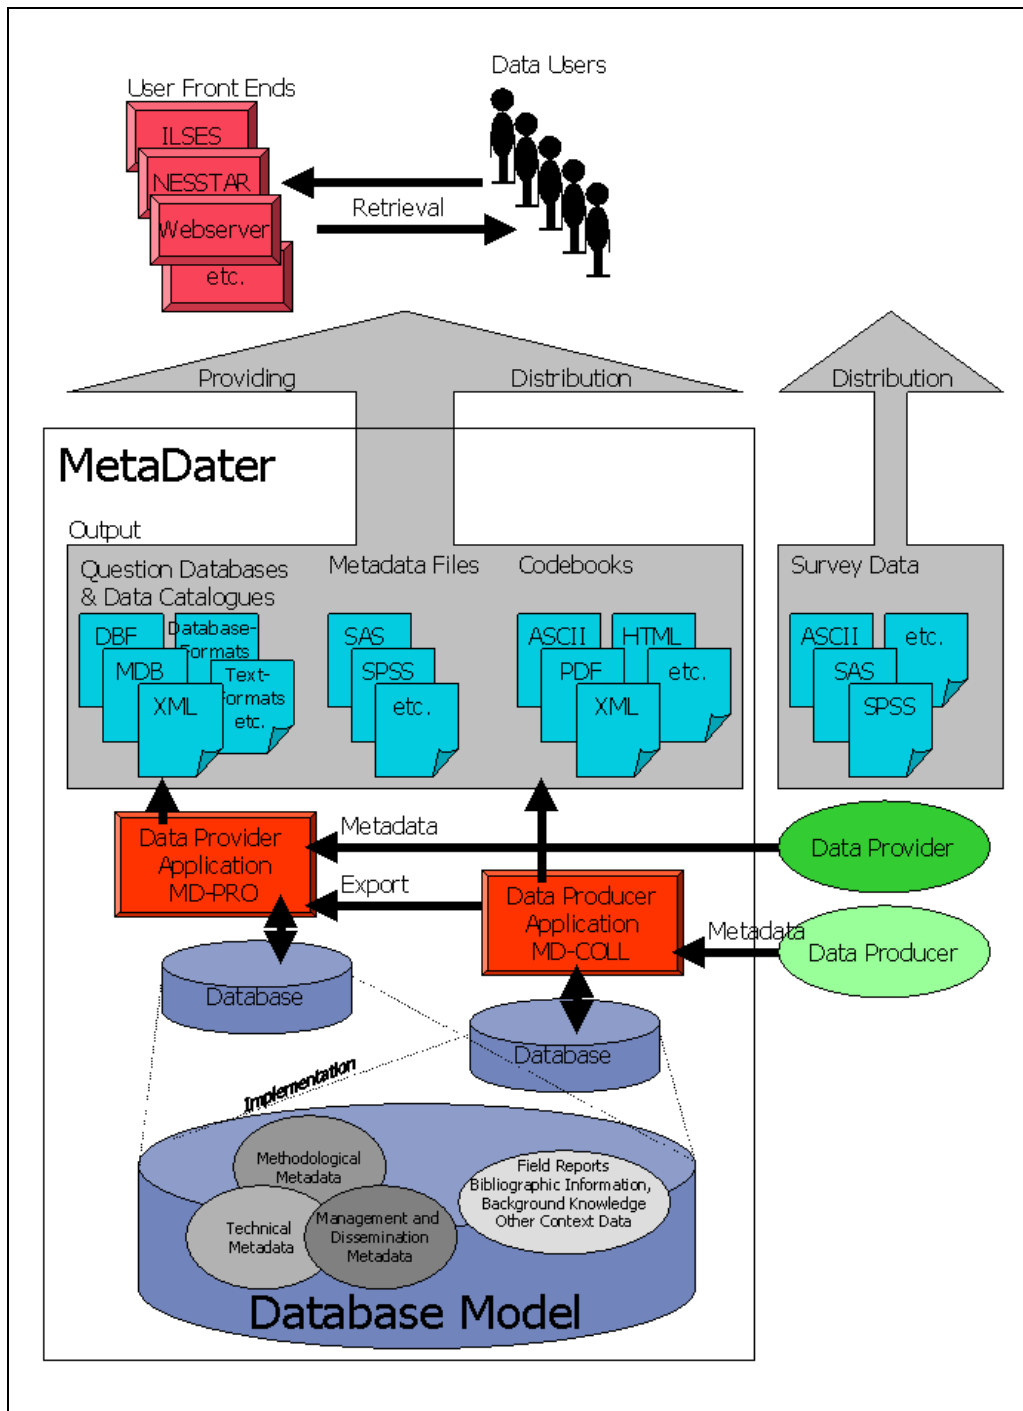 Data Users
User Front Ends
ILSES
NESSTAR
Webserver
etc.
Retrieval
Providing
Distribution
Distribution
MetaDater
Output
Question Databases
& Data Catalogues
DBF
MDB
XML
Database-
Formats
Text-
Formats
etc.
Metadata Files
SAS
SPSS
etc.
Codebooks
ASCII
PDF
XML
HTML
etc.
Survey Data
ASCII
SAS
SPSS
etc.
Data Provider
Application
MD-PRO
Metadata
Data Provider
Export
Data Producer
Application
MD-COLL
Metadata
Data Producer
Database
Database
Implementation
Methodological
Metadata
Technical
Metadata
Management and
Dissemination
Metadata
Field Reports
Bibliographic Information,
Background Knowledge
Other Context Data
Database Model